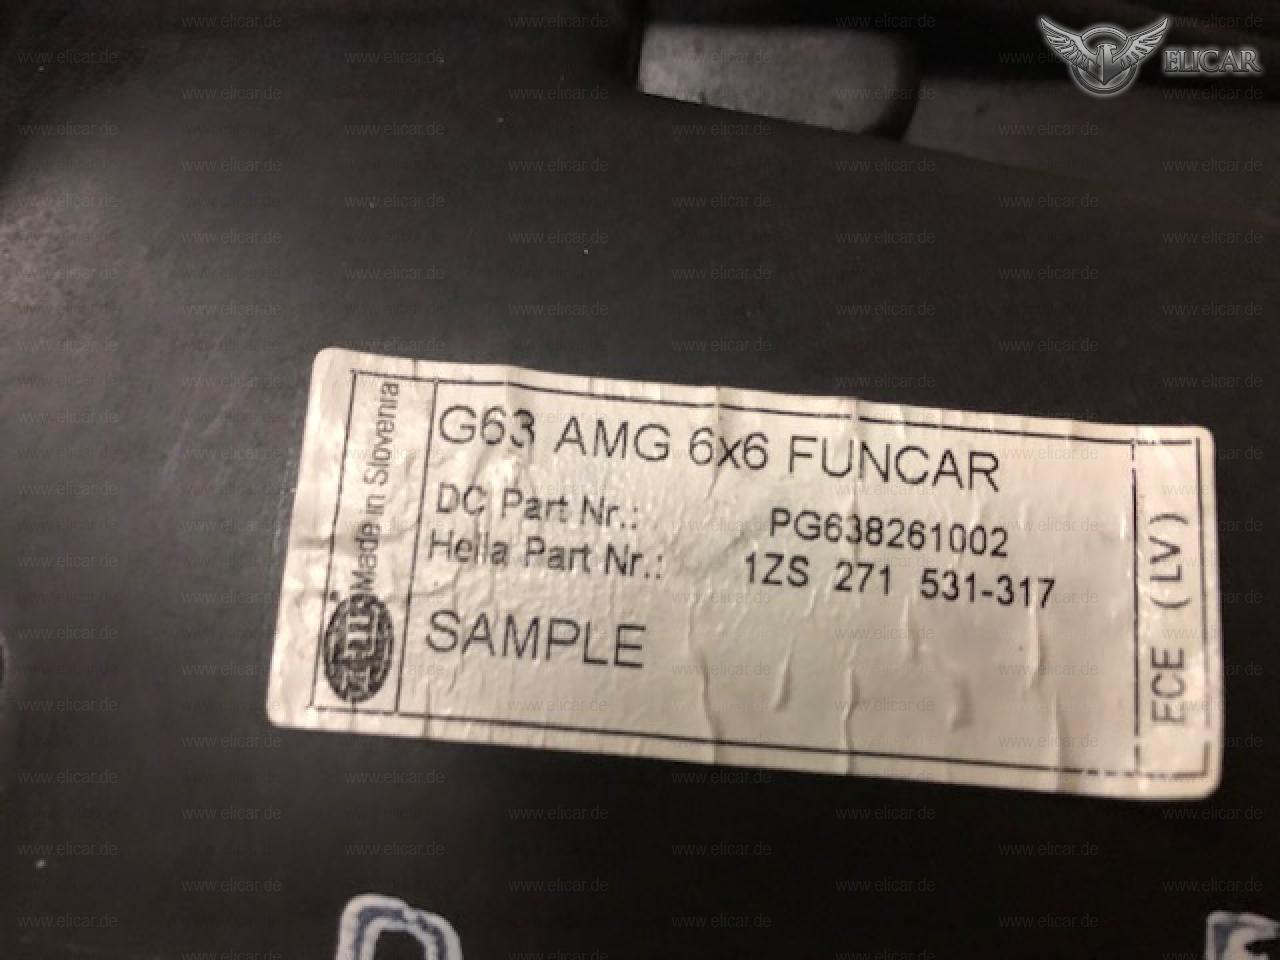 ELICAR
G63 AMG 6x6 FUNCAR
DC Part Nr.: PG638261002
Hella Part Nr.: 1ZS 271 531-317
SAMPLE
Made in Slovenia
HELLA
ECE (LV)
www.elicar.de